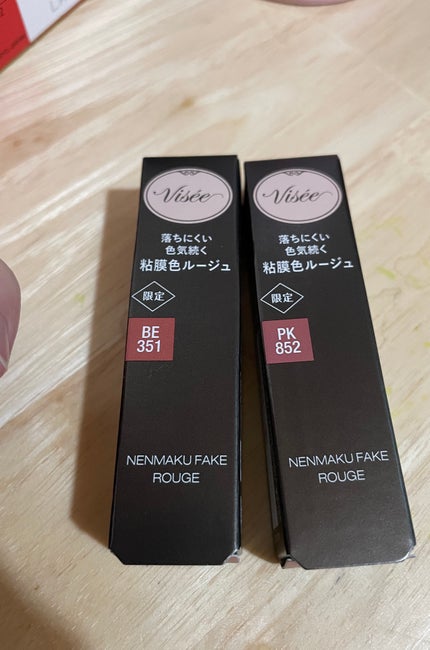 Visée
落ちにくい
色気続く
粘膜色ルージュ
限定
BE
351
NENMAKU FAKE
ROUGE
Visée
落ちにくい
色気続く
粘膜色ルージュ
限定
PK
852
NENMAKU FAKE
ROUGE